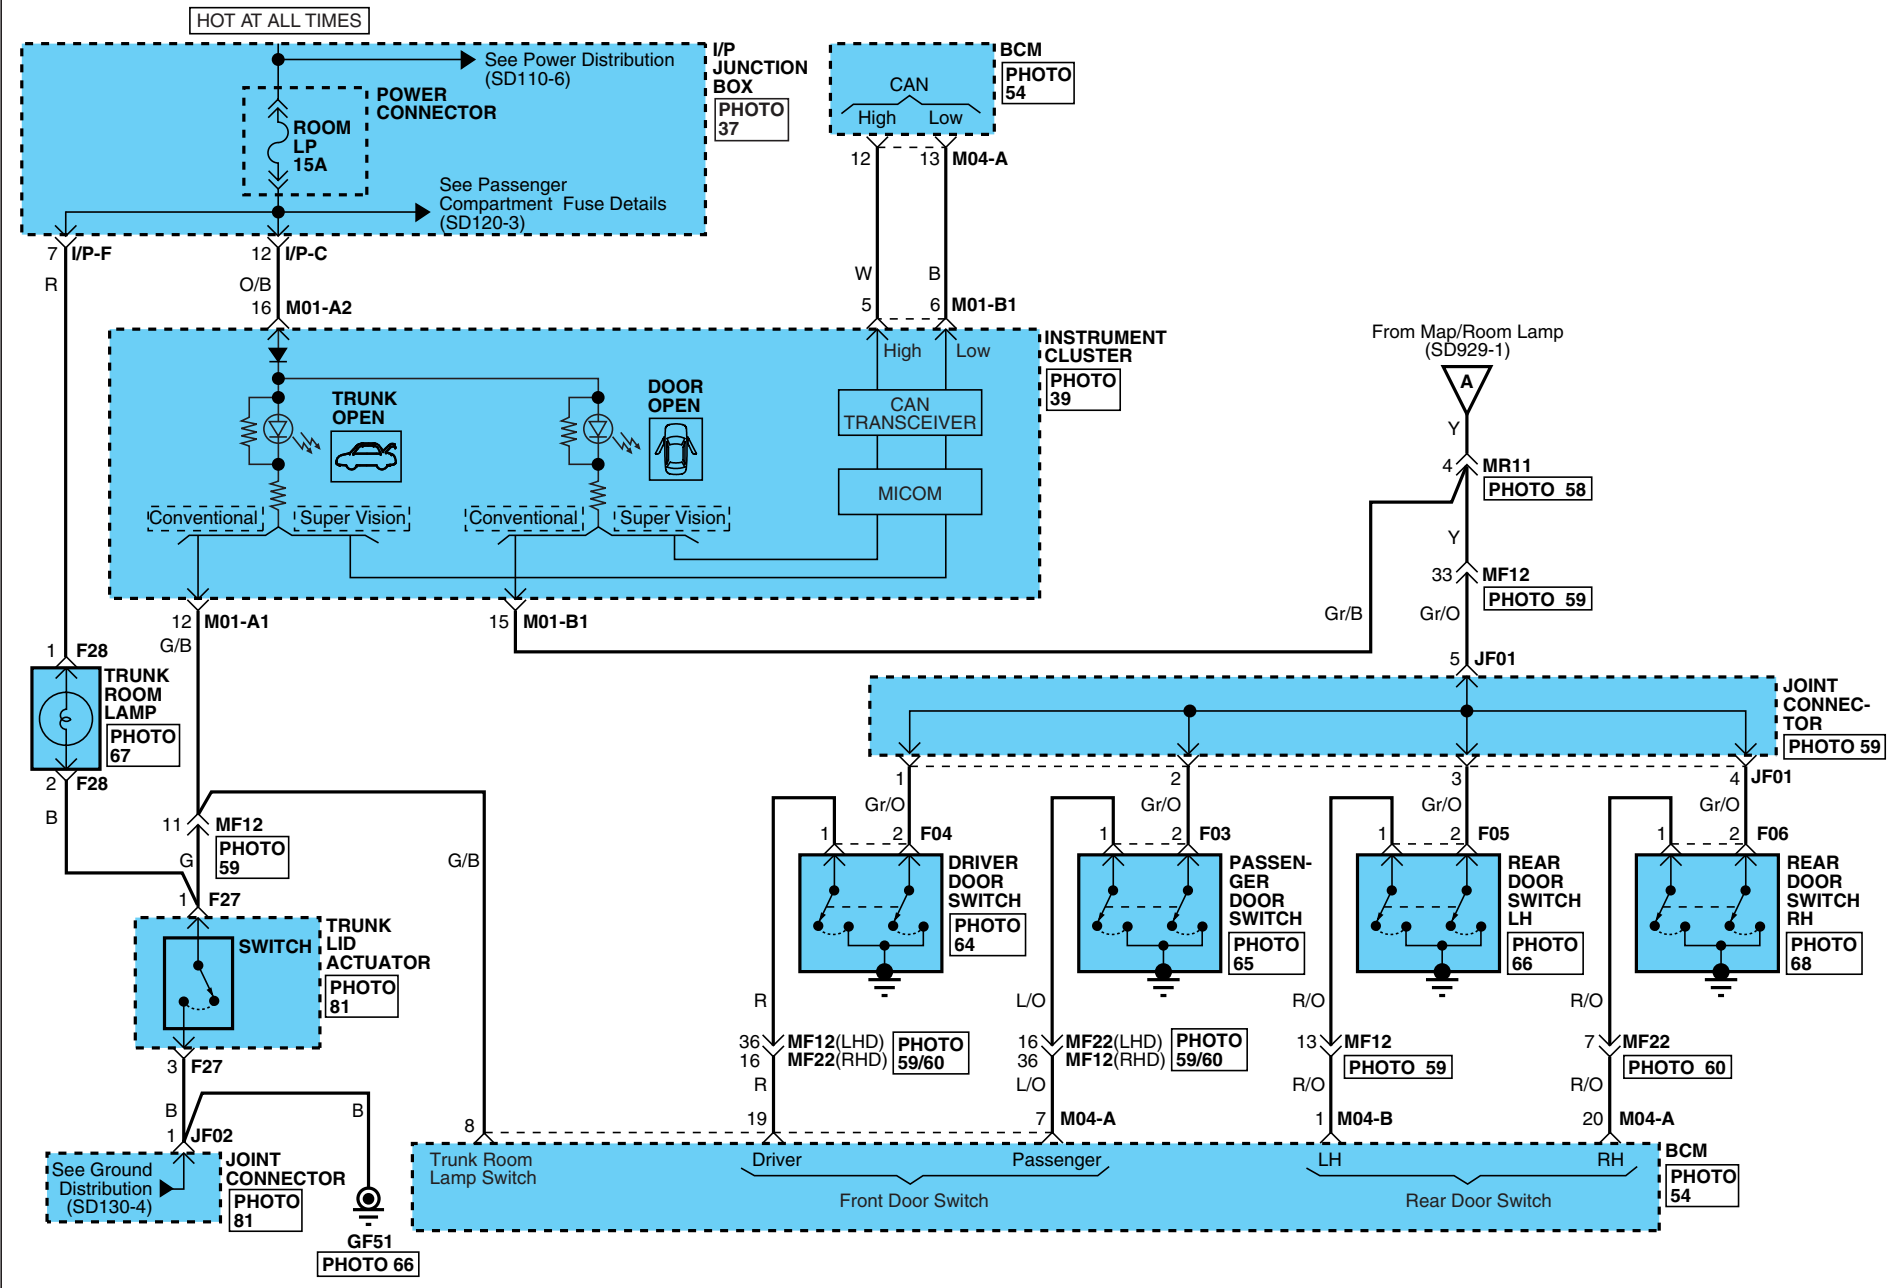 HOT AT ALL TIMES
See Power Distribution
(SD110-6)
I/P
JUNCTION
BOX
PHOTO
37
POWER
CONNECTOR
ROOM
LP
15A
See Passenger
Compartment Fuse Details
(SD120-3)
7 I/P-F
12 I/P-C
R
O/B
16 M01-A2
BCM
PHOTO
54
CAN
High Low
12 13 M04-A
W B
5 6 M01-B1
INSTRUMENT
CLUSTER
PHOTO
39
High Low
TRUNK
OPEN
DOOR
OPEN
CAN
TRANSCEIVER
MICOM
Conventional Super Vision
Conventional Super Vision
12 M01-A1
15 M01-B1
G/B
From Map/Room Lamp
(SD929-1)
A
Y
4 MR11
PHOTO 58
Y
33 MF12
PHOTO 59
Gr/B Gr/O
5 JF01
JOINT
CONNEC-
TOR
PHOTO 59
1 2 3 4 JF01
Gr/O Gr/O Gr/O Gr/O
1 F28
TRUNK
ROOM
LAMP
PHOTO
67
2 F28
B
11 MF12
PHOTO
59
G
G/B
1 F27
TRUNK
LID
ACTUATOR
PHOTO
81
SWITCH
3 F27
B B
1 JF02
See Ground
Distribution
(SD130-4)
JOINT
CONNECTOR
PHOTO
81
GF51
PHOTO 66
1 2 F04
DRIVER
DOOR
SWITCH
PHOTO
64
1 2 F03
PASSEN-
GER
DOOR
SWITCH
PHOTO
65
1 2 F05
REAR
DOOR
SWITCH
LH
PHOTO
66
1 2 F06
REAR
DOOR
SWITCH
RH
PHOTO
68
R L/O R/O R/O
36 MF12(LHD)
16 MF22(RHD)
PHOTO
59/60
16 MF22(LHD)
36 MF12(RHD)
PHOTO
59/60
13 MF12
PHOTO 59
7 MF22
PHOTO 60
R L/O R/O R/O
8 19 7 M04-A 1 M04-B 20 M04-A
Trunk Room
Lamp Switch
Driver Passenger
Front Door Switch
LH RH
Rear Door Switch
BCM
PHOTO
54